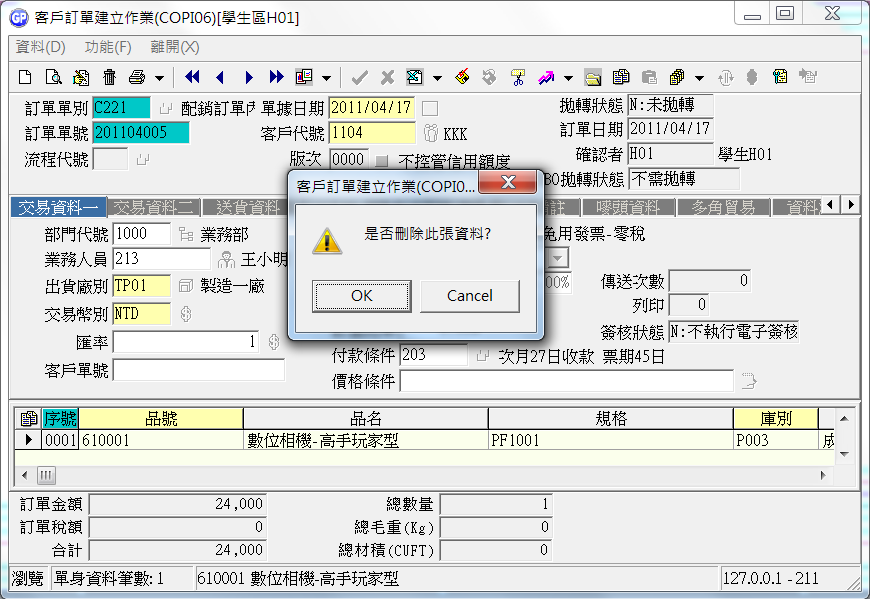 客戶訂單建立作業(COPI06)[學生區H01]
資料(D) 功能(F) 離開(X)
訂單單別 C221 配銷訂單 單據日期 2011/04/17 拋轉狀態 N:未拋轉
訂單單號 201104005 客戶代號 1104 KKK 訂單日期 2011/04/17
流程代號 版次 0000 不控管信用額度 確認者 H01 學生H01
BO拋轉狀態 不需拋轉
交易資料一 交易資料二 送貨資料 註 嘜頭資料 多角貿易 資料
部門代號 1000 業務部 免用發票-零稅
業務人員 213 王小明
出貨廠別 TP01 製造一廠 00% 傳送次數 0
交易幣別 NTD 列印 0
匯率 1 簽核狀態 N:不執行電子簽核
客戶單號 付款條件 203 次月27日收款 票期45日
價格條件
客戶訂單建立作業(COPI0...
是否刪除此張資料?
OK Cancel
序號 品號 品名 規格 庫別
0001 610001 數位相機-高手玩家型 PF1001 P003 成
訂單金額 24,000 總數量 1
訂單稅額 0 總毛重(Kg) 0
合計 24,000 總材積(CUFT) 0
瀏覽 單身資料筆數: 1 610001 數位相機-高手玩家型 127.0.0.1 - 211